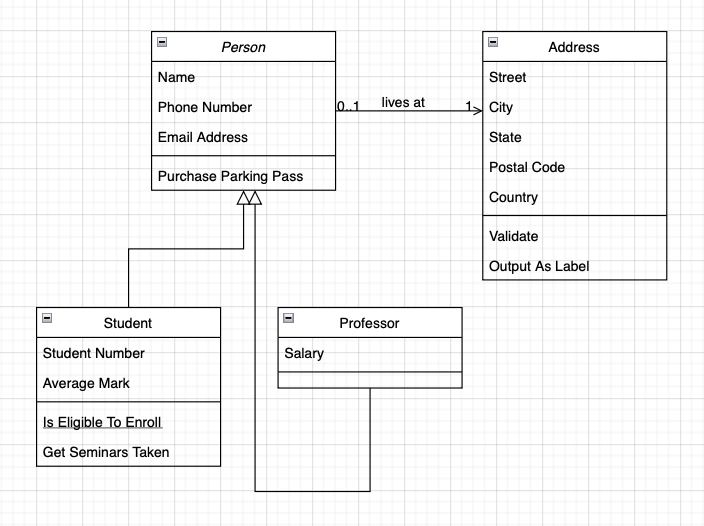 Person
Name
Phone Number
Email Address
Purchase Parking Pass
0..1
lives at
1
Address
Street
City
State
Postal Code
Country
Validate
Output As Label
Student
Student Number
Average Mark
Is Eligible To Enroll
Get Seminars Taken
Professor
Salary